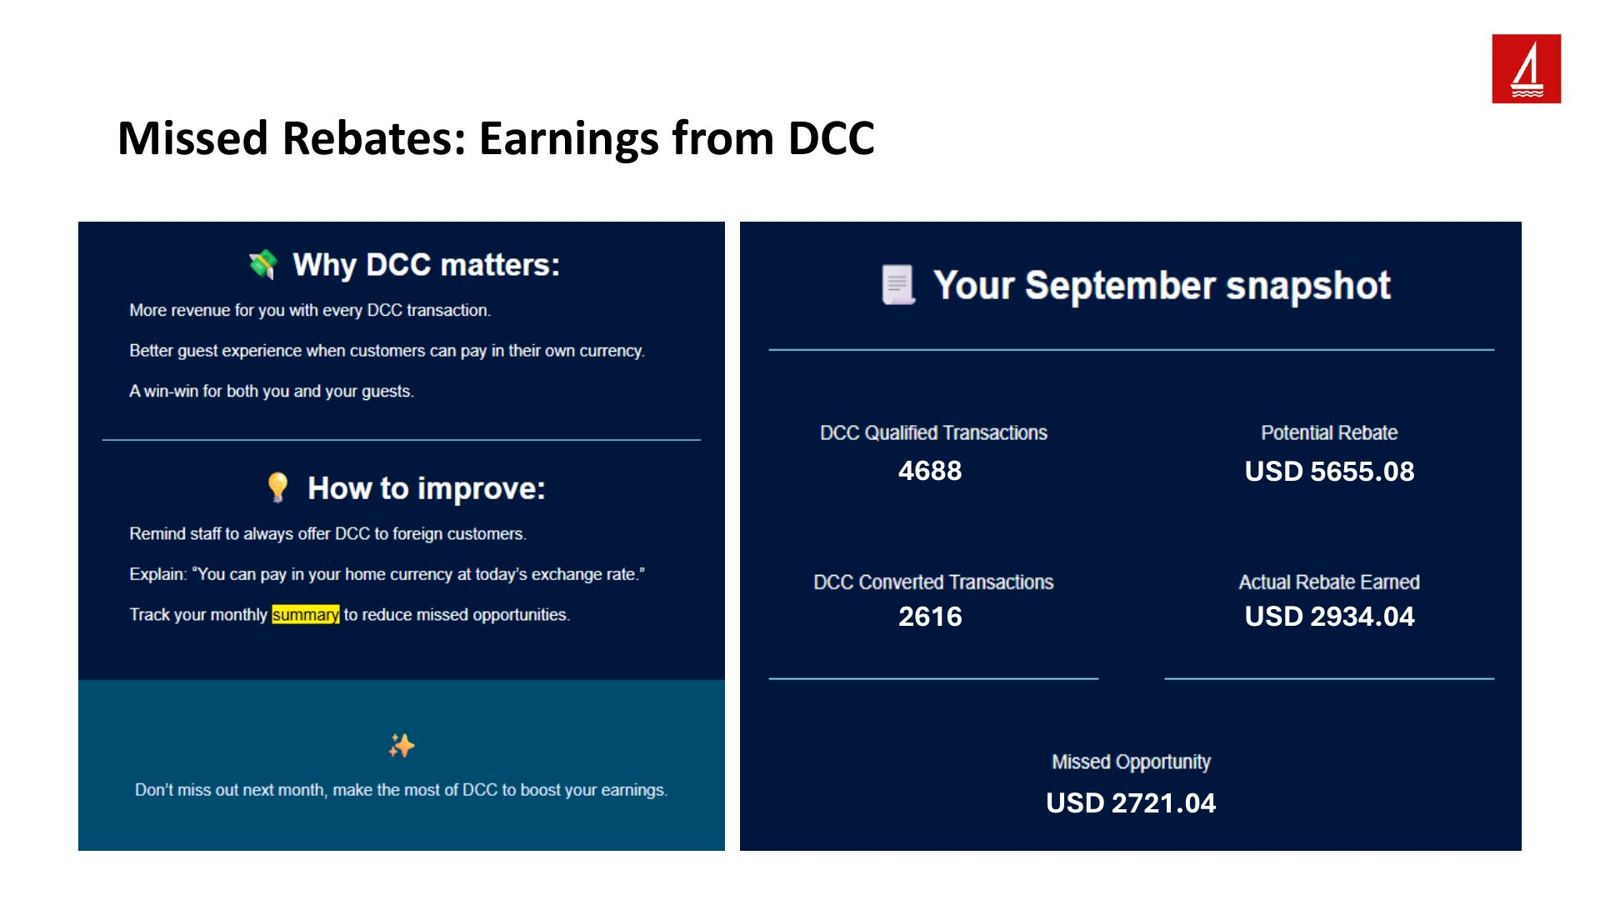 Missed Rebates: Earnings from DCC
Why DCC matters:
More revenue for you with every DCC transaction.
Better guest experience when customers can pay in their own currency.
A win-win for both you and your guests.
How to improve:
Remind staff to always offer DCC to foreign customers.
Explain: “You can pay in your home currency at today’s exchange rate.”
Track your monthly summary to reduce missed opportunities.
Don’t miss out next month, make the most of DCC to boost your earnings.
Your September snapshot
DCC Qualified Transactions
4688
Potential Rebate
USD 5655.08
DCC Converted Transactions
2616
Actual Rebate Earned
USD 2934.04
Missed Opportunity
USD 2721.04